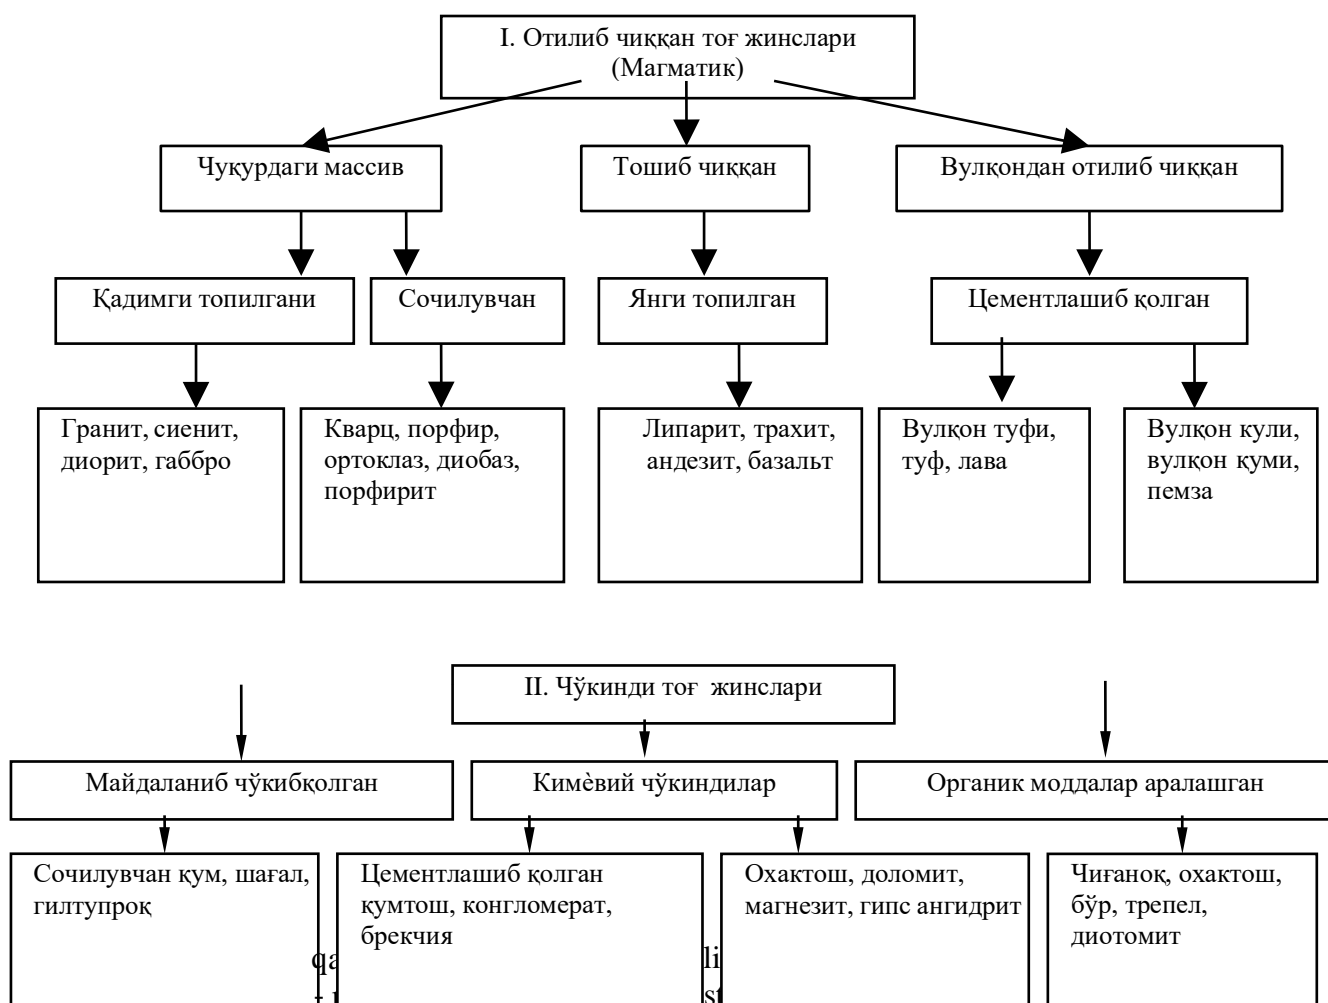 I. Отилиб чиққан тоғ жинслари
(Магматик)
Чуқурдаги массив
Тошиб чиққан
Вулқондан отилиб чиққан
Қадимги топилгани
Сочилувчан
Янги топилган
Цементлашиб қолган
Гранит, сиенит,
диорит, габбро
Кварц, порфир,
ортоклаз, диобаз,
порфирит
Липарит, трахит,
андезит, базальт
Вулқон туфи,
туф, лава
Вулқон кули,
вулқон қуми,
пемза
II. Чўкинди тоғ жинслари
Майдаланиб чўкибқолган
Кимѐвий чўкиндилар
Органик моддалар аралашган
Сочилувчан қум, шағал,
гилтупроқ
Цементлашиб қолган
қумтош, конгломерат,
брекчия
Охактош, доломит,
магнезит, гипс ангидрит
Чиғаноқ, охактош,
бўр, трепел,
диотомит